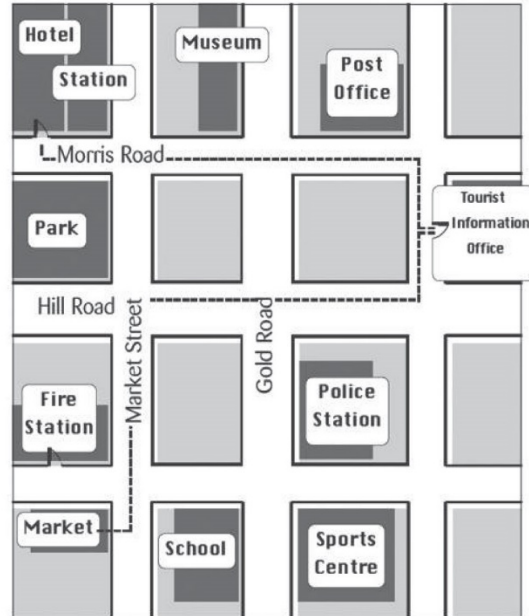 Hotel
Station
Museum
Post
Office
Morris Road
Park
Tourist
Information
Office
Hill Road
Market Street
Gold Road
Fire
Station
Police
Station
Market
School
Sports
Centre